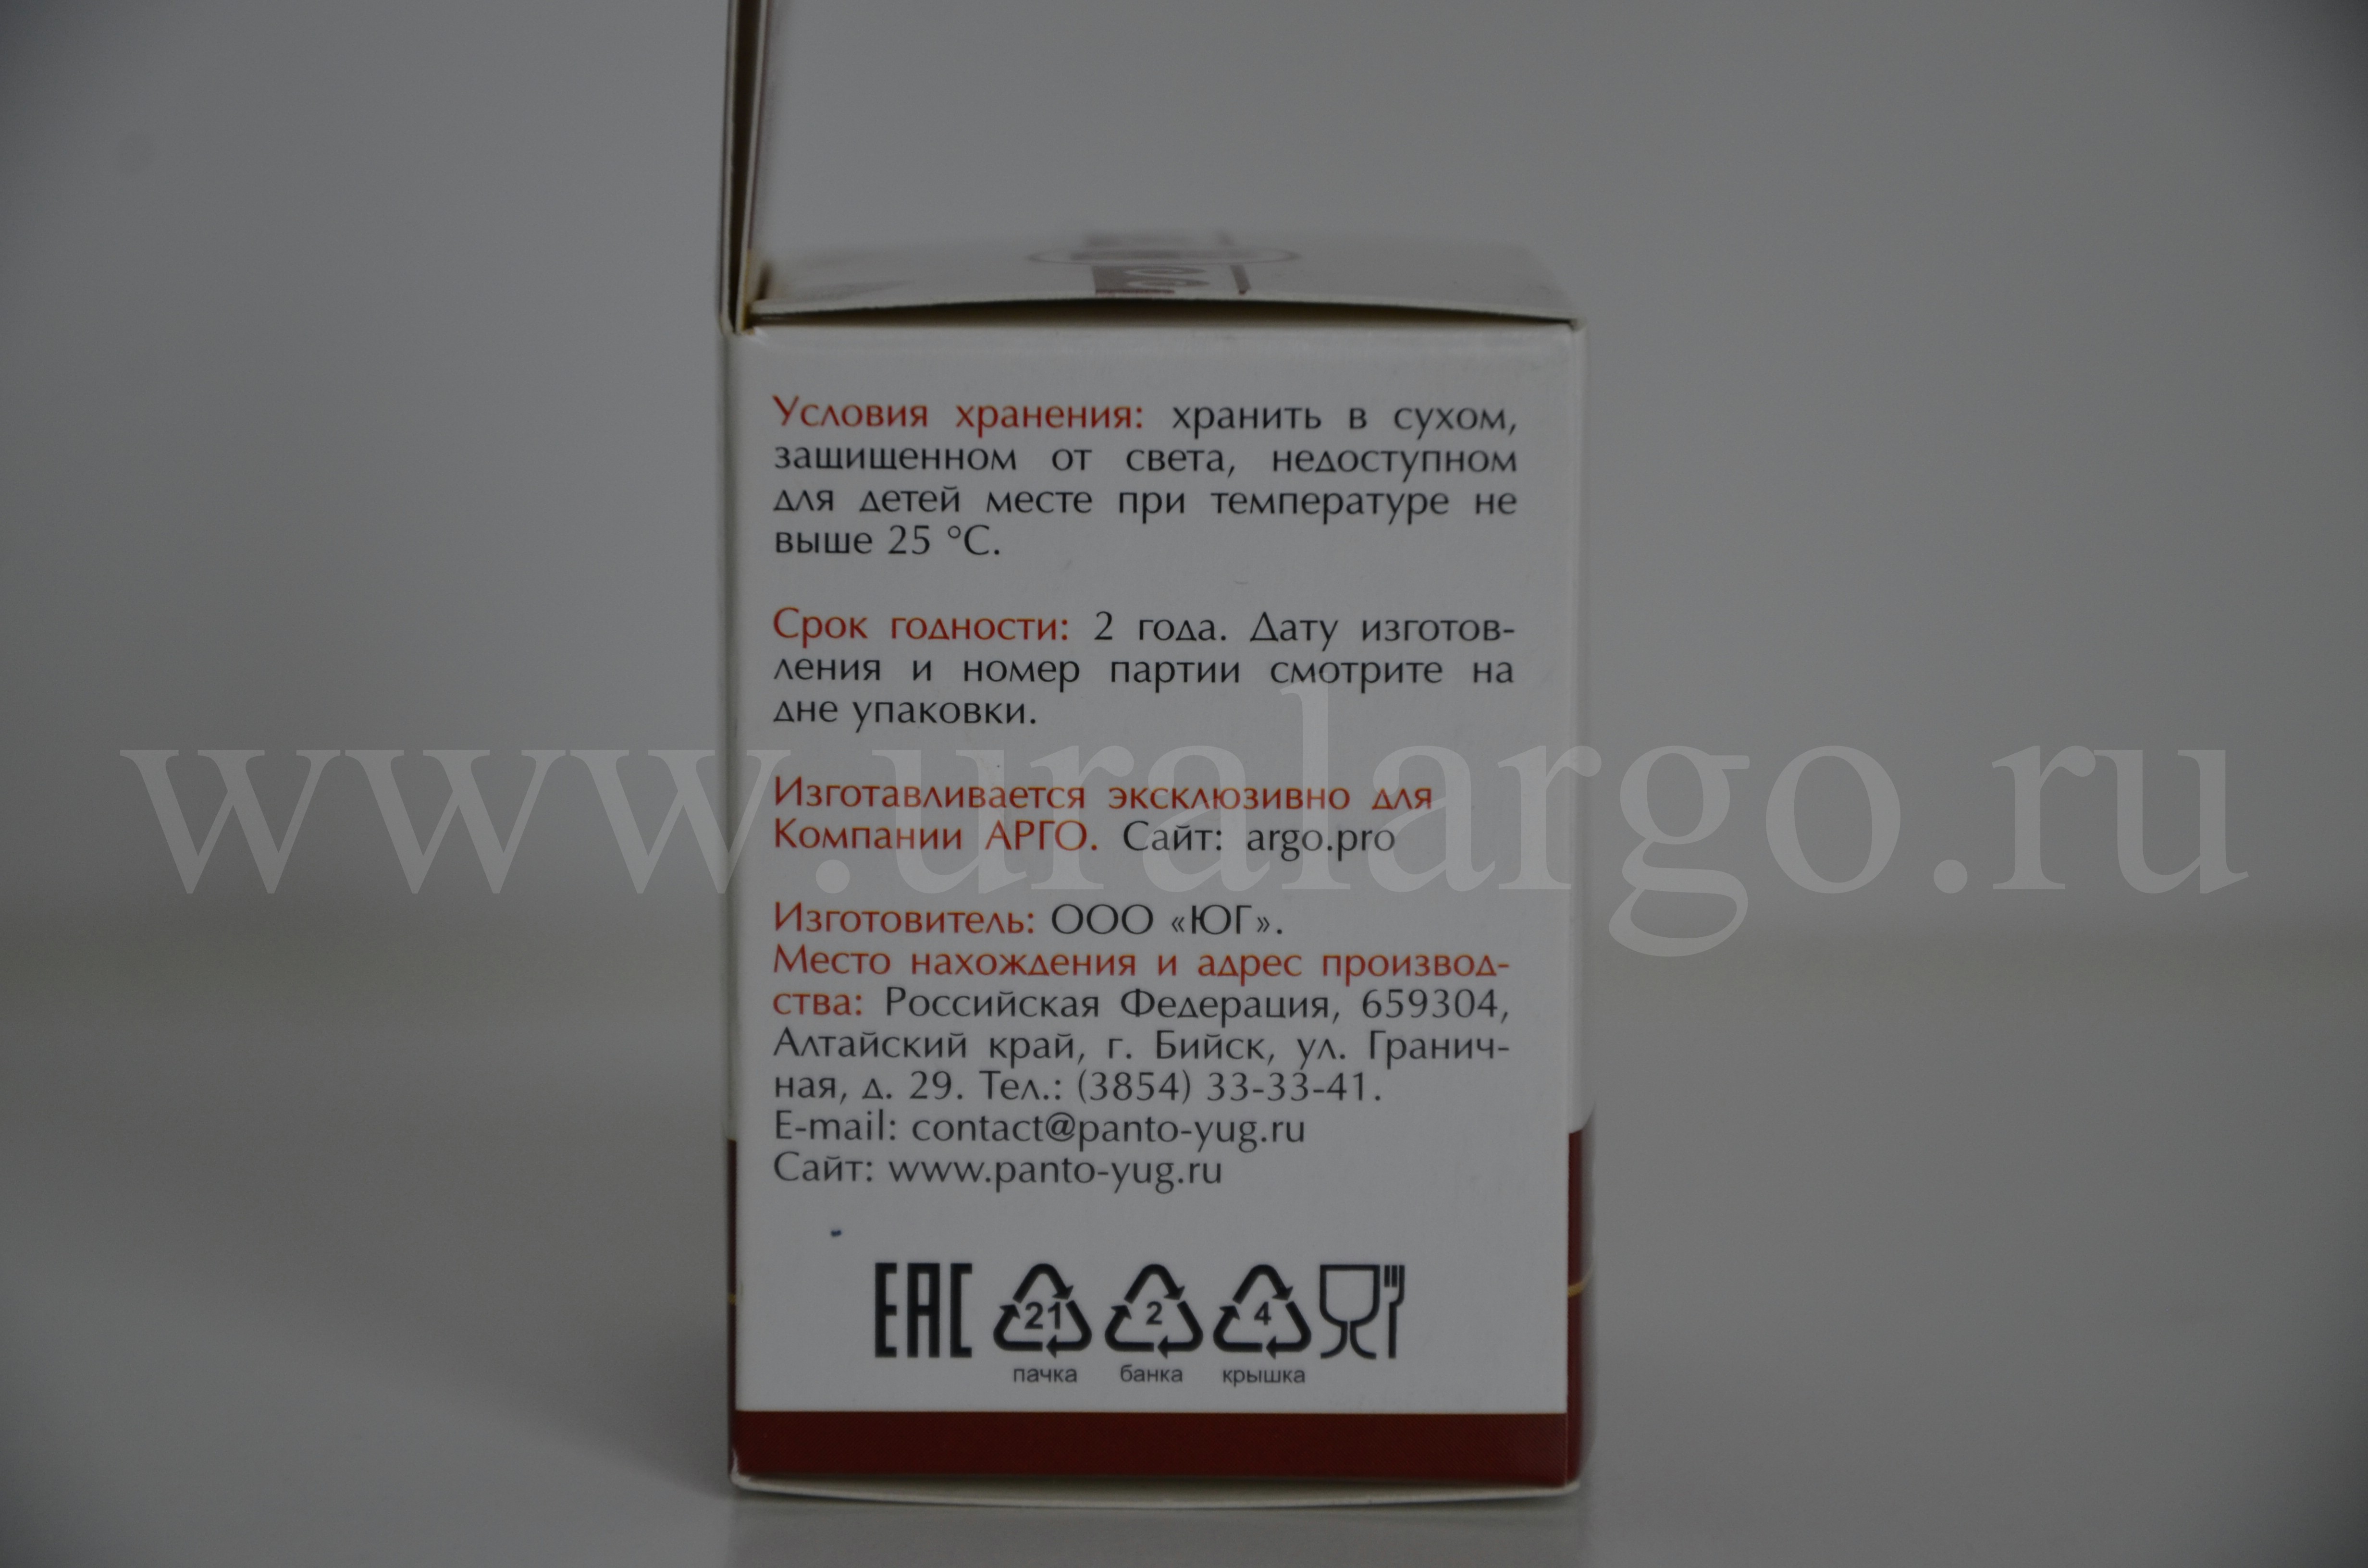 Условия хранения: хранить в сухом,
защищенном от света, недоступном
для детей месте при температуре не
выше 25 °С.
Срок годности: 2 года. Дату изготов-
ления и номер партии смотрите на
дне упаковки.
www.uralargo.ru
Изготавливается эксклюзивно для
Компании АРГО. Сайт: argo.pro
Изготовитель: ООО «ЮГ».
Место нахождения и адрес производ-
ства: Российская Федерация, 659304,
Алтайский край, г. Бийск, ул. Гранич-
ная, д. 29. Тел.: (3854) 33-33-41.
E-mail: contact@panto-yug.ru
Сайт: www.panto-yug.ru
EAC 21 2 4
пачка банка крышка